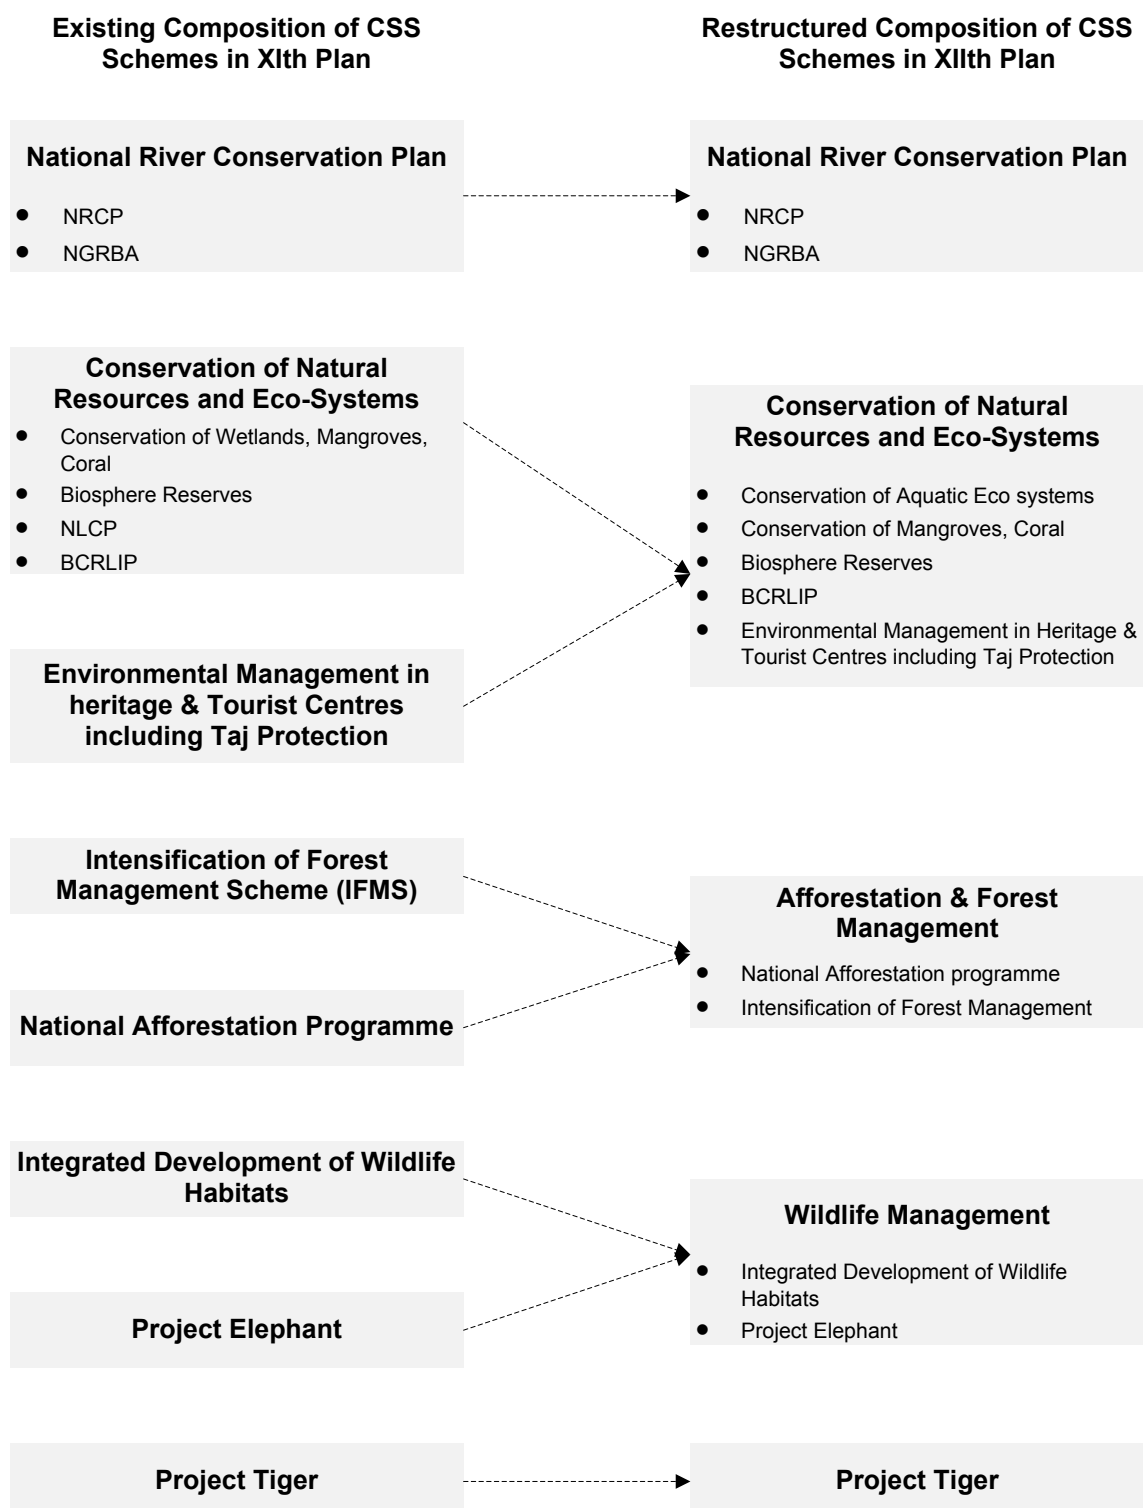 Existing Composition of CSS
Schemes in XIth Plan
Restructured Composition of CSS
Schemes in XIIth Plan
National River Conservation Plan
● NRCP
● NGRBA
National River Conservation Plan
● NRCP
● NGRBA
Conservation of Natural
Resources and Eco-Systems
● Conservation of Wetlands, Mangroves,
Coral
● Biosphere Reserves
● NLCP
● BCRLIP
Environmental Management in
heritage & Tourist Centres
including Taj Protection
Conservation of Natural
Resources and Eco-Systems
● Conservation of Aquatic Eco systems
● Conservation of Mangroves, Coral
● Biosphere Reserves
● BCRLIP
● Environmental Management in Heritage &
Tourist Centres including Taj Protection
Intensification of Forest
Management Scheme (IFMS)
National Afforestation Programme
Afforestation & Forest
Management
● National Afforestation programme
● Intensification of Forest Management
Integrated Development of Wildlife
Habitats
Project Elephant
Wildlife Management
● Integrated Development of Wildlife
Habitats
● Project Elephant
Project Tiger
Project Tiger